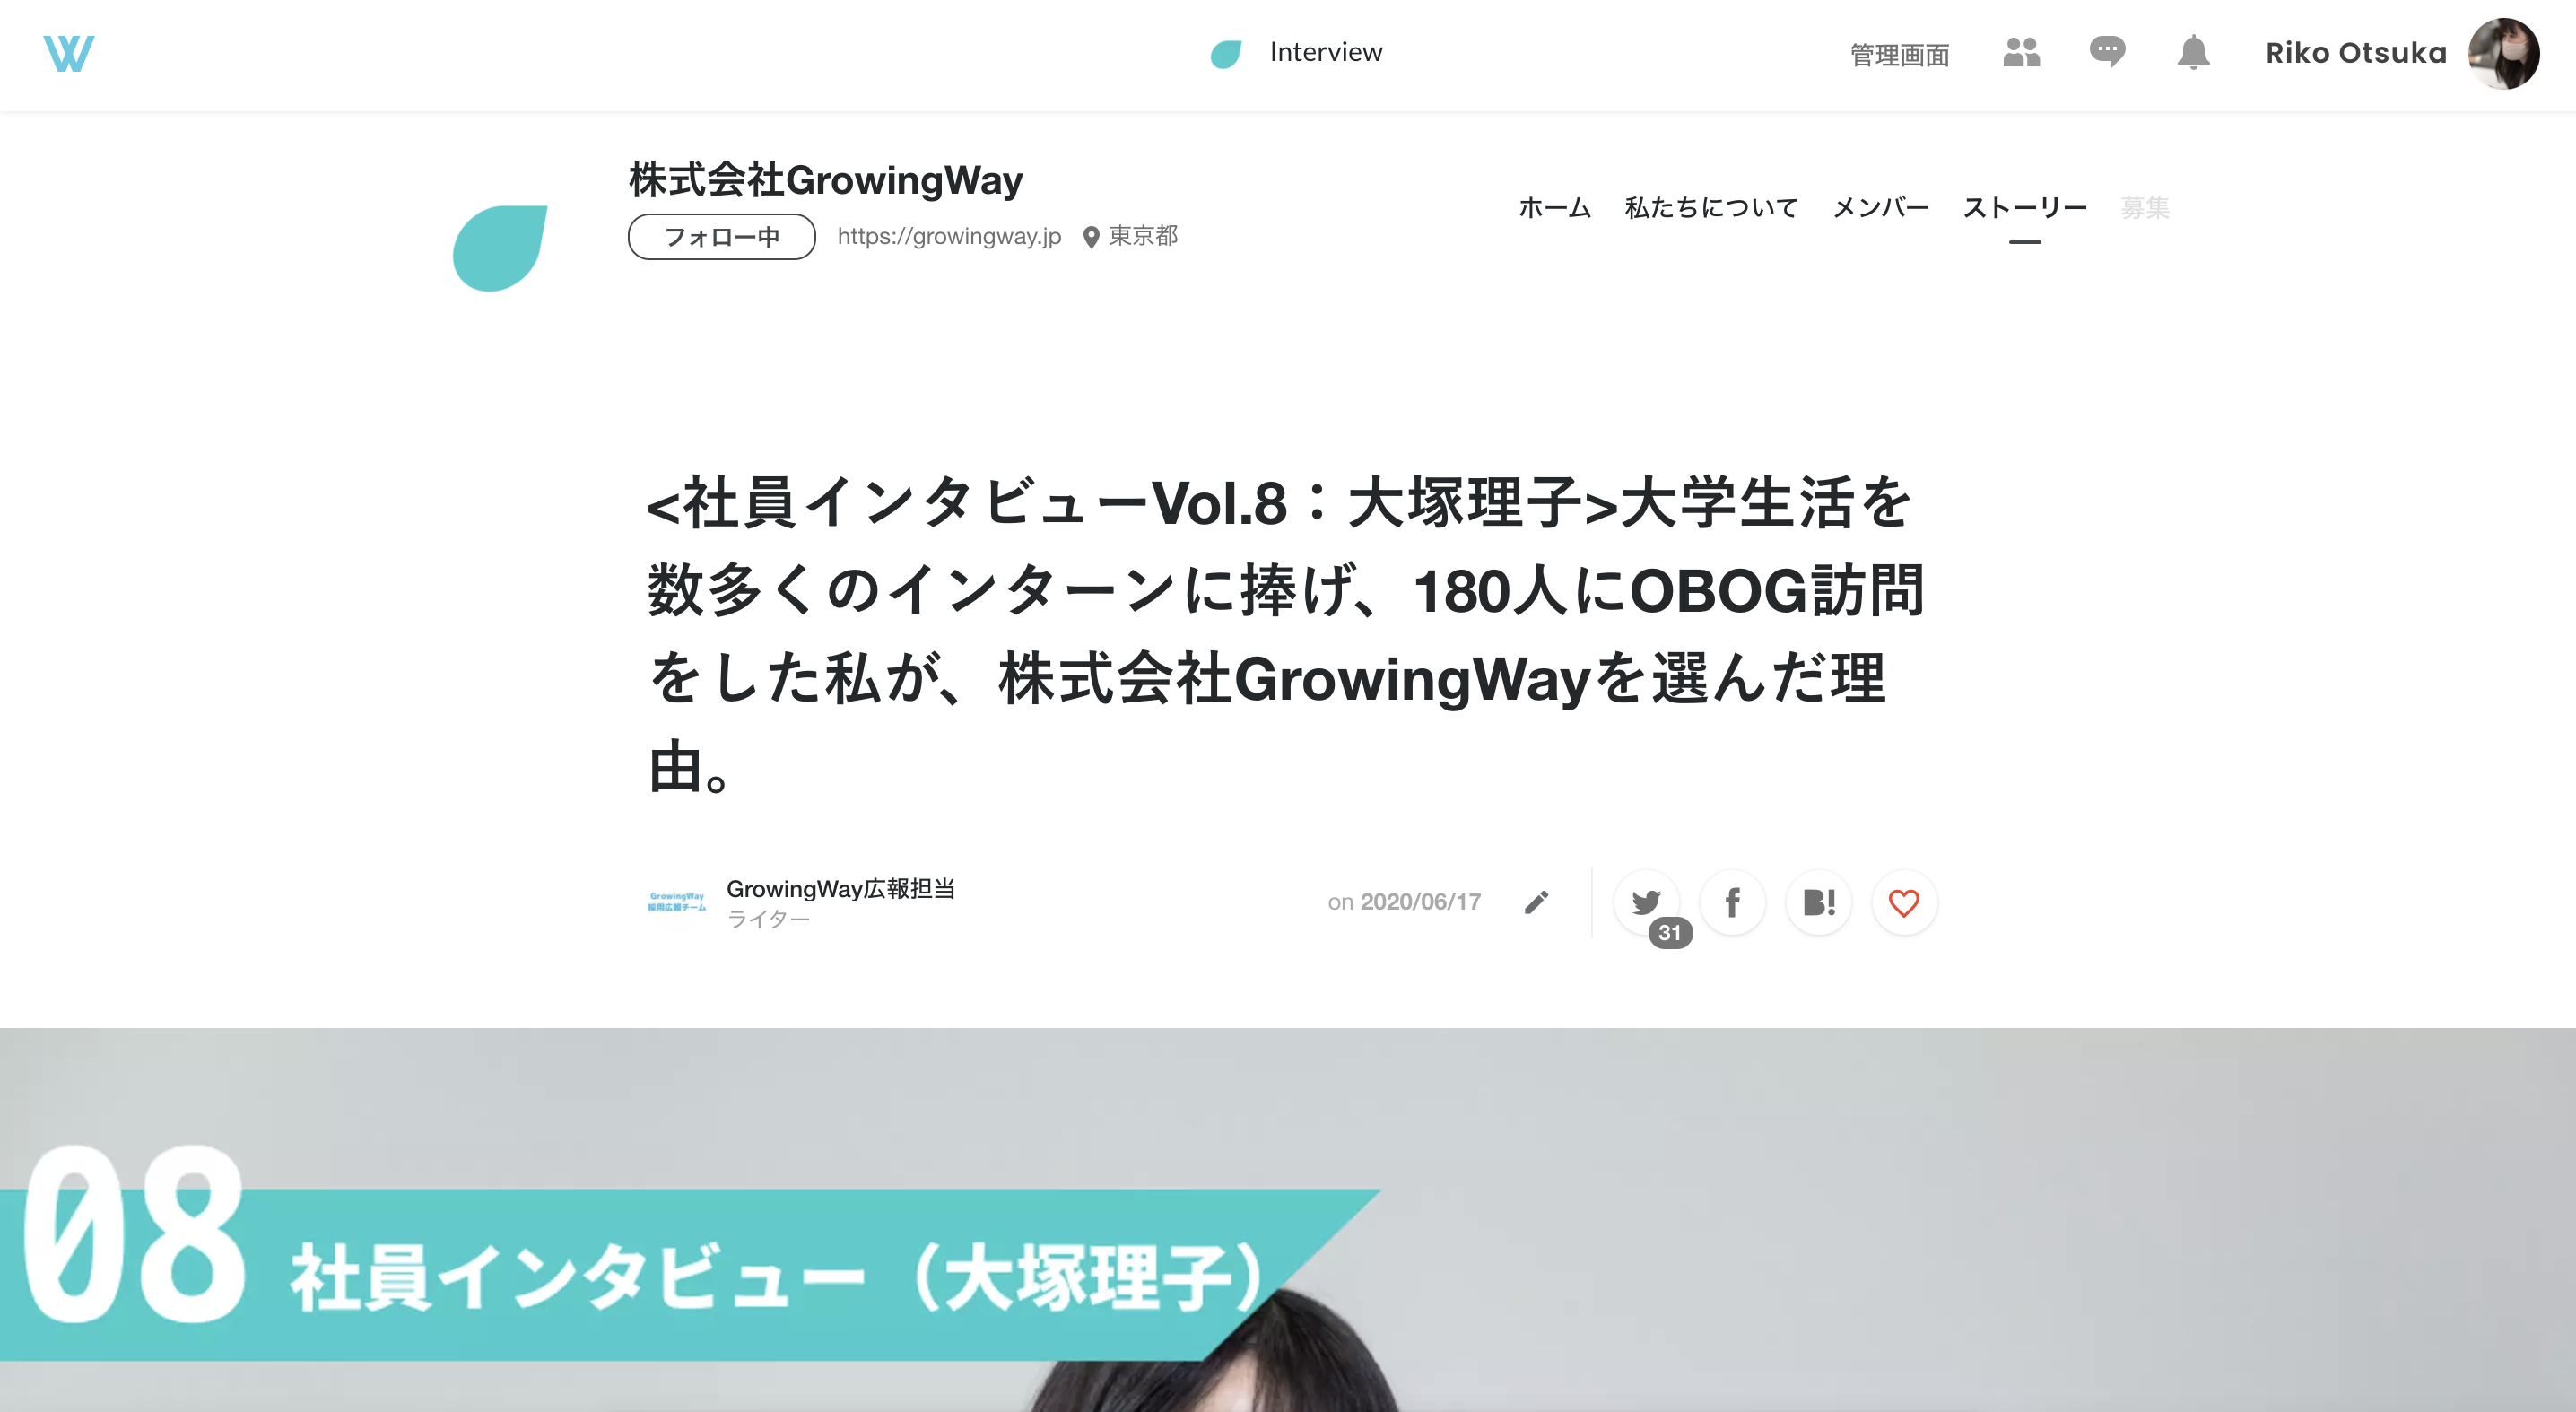 W
Interview
管理画面
Riko Otsuka
株式会社GrowingWay
フォロー中
https://growingway.jp
東京都
ホーム
私たちについて
メンバー
ストーリー
募集
<社員インタビューVol.8：大塚理子>大学生活を
数多くのインターンに捧げ、180人にOBOG訪問
をした私が、株式会社GrowingWayを選んだ理
由。
GrowingWay
採用広報チーム
GrowingWay広報担当
ライター
on 2020/06/17
31
f
B!
08
社員インタビュー（大塚理子）